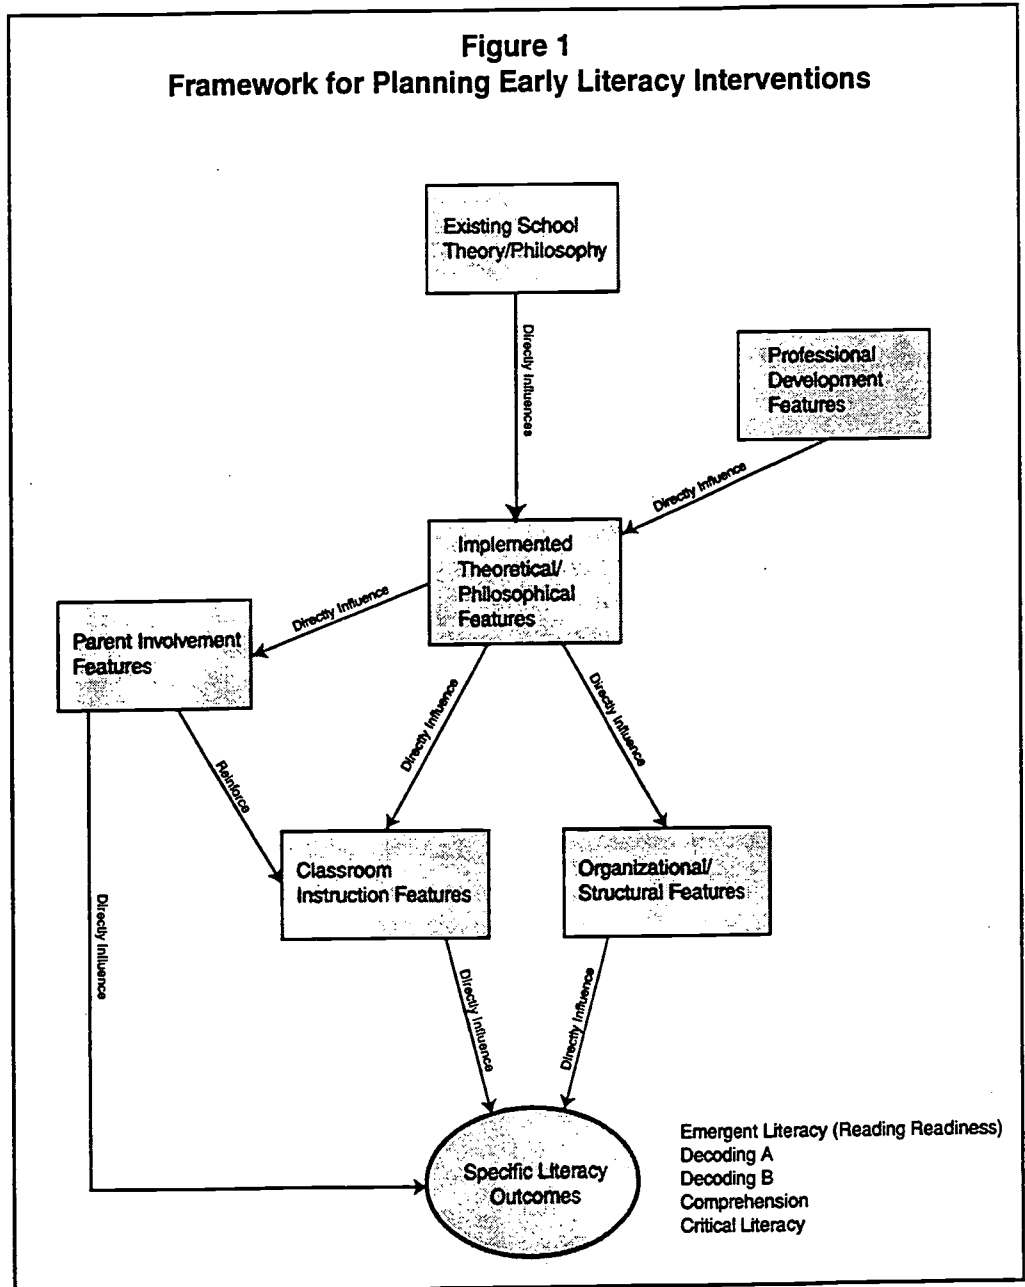 Figure 1
Framework for Planning Early Literacy Interventions
Existing School
Theory/Philosophy
Directly Influences
Professional
Development
Features
Directly Influence
Implemented
Theoretical/
Philosophical
Features
Directly Influence
Parent Involvement
Features
Directly Influence
Directly Influence
Reinforce
Classroom
Instruction Features
Organizational/
Structural Features
Directly Influence
Directly Influence
Directly Influence
Specific Literacy
Outcomes
Emergent Literacy (Reading Readiness)
Decoding A
Decoding B
Comprehension
Critical Literacy